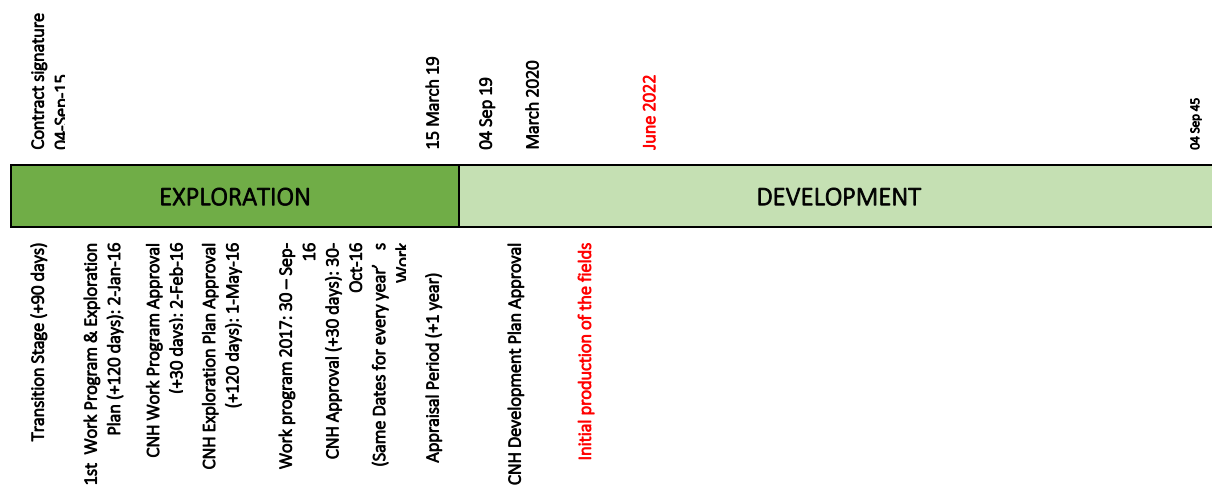 Contract signature
04-Sep-15
15 March 19
04 Sep 19
March 2020
June 2022
04 Sep 45
EXPLORATION
DEVELOPMENT
Transition Stage (+90 days)
1st Work Program & Exploration
Plan (+120 days): 2-Jan-16
CNH Work Program Approval
(+30 days): 2-Feb-16
CNH Exploration Plan Approval
(+120 days): 1-May-16
Work program 2017: 30 – Sep-
16
CNH Approval (+30 days): 30-
Oct-16
(Same Dates for every year’s
Work
Appraisal Period (+1 year)
CNH Development Plan Approval
Initial production of the fields